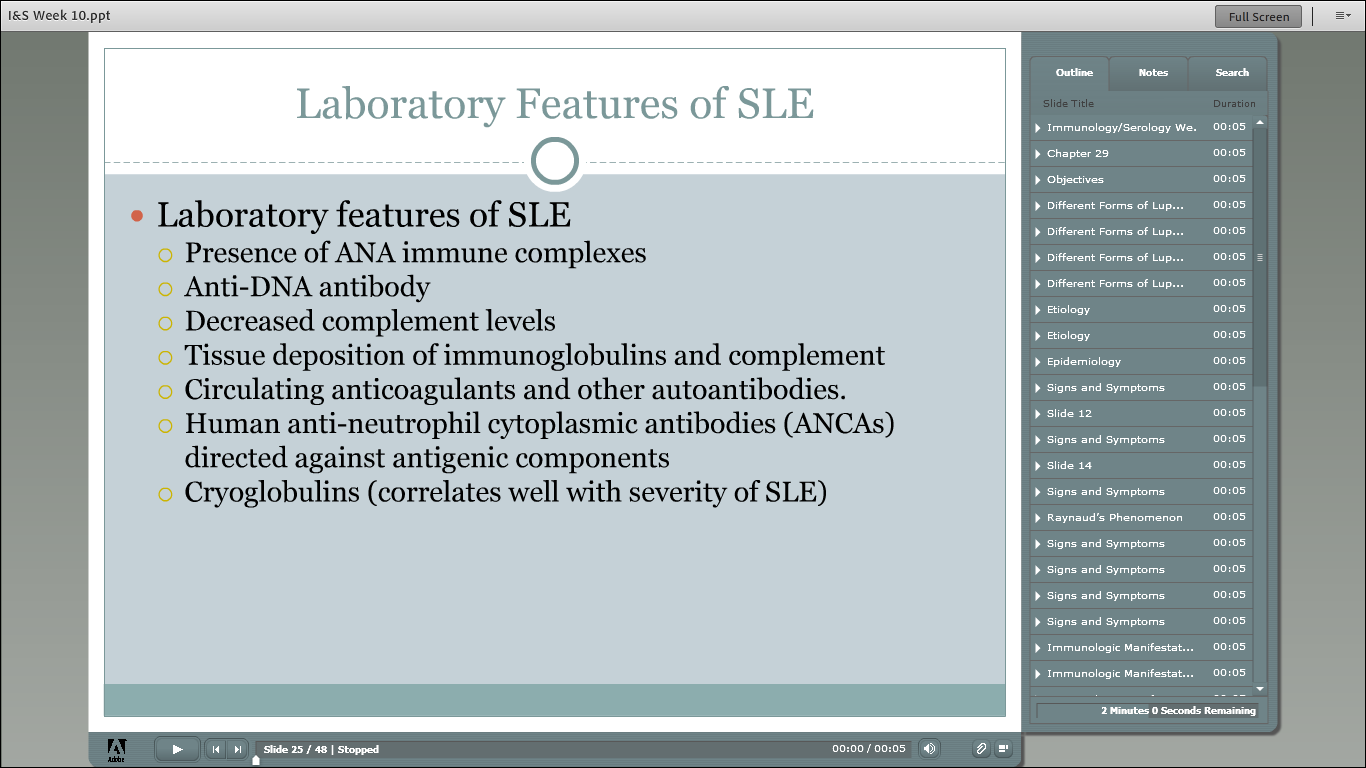 I&S Week 10.ppt
Full Screen
Laboratory Features of SLE
Laboratory features of SLE
Presence of ANA immune complexes
Anti-DNA antibody
Decreased complement levels
Tissue deposition of immunoglobulins and complement
Circulating anticoagulants and other autoantibodies.
Human anti-neutrophil cytoplasmic antibodies (ANCAs)
directed against antigenic components
Cryoglobulins (correlates well with severity of SLE)
Outline Notes Search
Slide Title Duration
Immunology/Serology We. 00:05
Chapter 29 00:05
Objectives 00:05
Different Forms of Lup... 00:05
Different Forms of Lup... 00:05
Different Forms of Lup... 00:05
Different Forms of Lup... 00:05
Etiology 00:05
Etiology 00:05
Epidemiology 00:05
Signs and Symptoms 00:05
Slide 12 00:05
Signs and Symptoms 00:05
Slide 14 00:05
Signs and Symptoms 00:05
Raynaud’s Phenomenon 00:05
Signs and Symptoms 00:05
Signs and Symptoms 00:05
Signs and Symptoms 00:05
Signs and Symptoms 00:05
Immunologic Manifestat... 00:05
Immunologic Manifestat... 00:05
2 Minutes 0 Seconds Remaining
Adobe
Slide 25 / 48 | Stopped
00:00 / 00:05